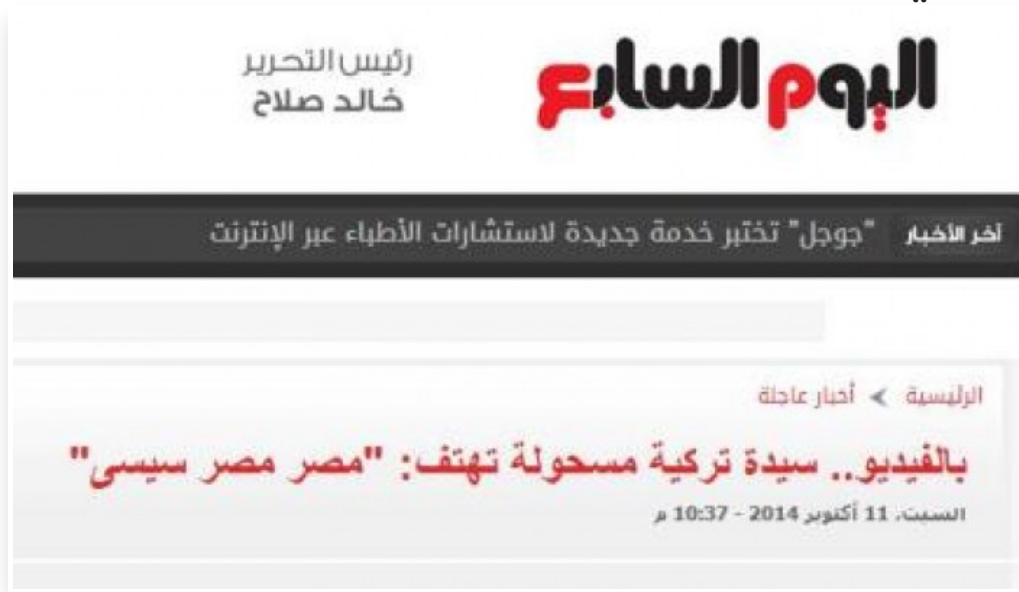 اليوم السابع
رئيس التحرير
خالد صلاح
آخر الأخبار "جوجل" تختبر خدمة جديدة لاستشارات الأطباء عبر الإنترنت
الرئيسية > أخبار عاجلة
بالفيديو.. سيدة تركية مسحولة تهتف: "مصر مصر سيسى"
السبت، 11 أكتوبر 2014 - 10:37 م